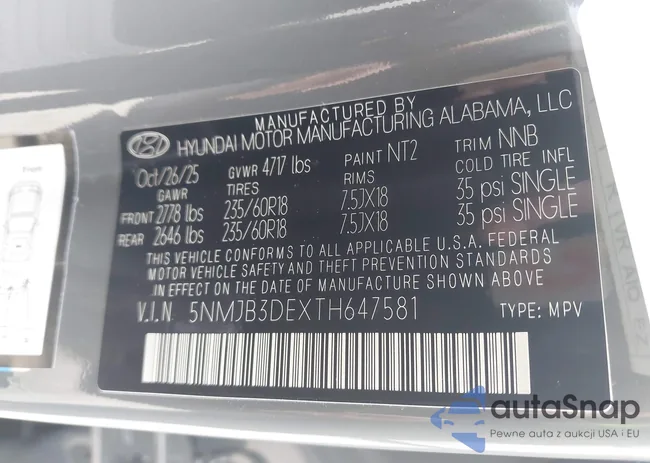 MANUFACTURED BY
HYUNDAI MOTOR MANUFACTURING ALABAMA, LLC
Oct/26/25 GVWR 4717 lbs PAINT NT2 TRIM NNB
GAWR TIRES RIMS COLD TIRE INFL
FRONT 2778 lbs 235/60R18 7.5JX18 35 psi SINGLE
REAR 2646 lbs 235/60R18 7.5JX18 35 psi SINGLE
THIS VEHICLE CONFORMS TO ALL APPLICABLE U.S.A. FEDERAL
MOTOR VEHICLE SAFETY AND THEFT PREVENTION STANDARDS
IN EFFECT ON THE DATE OF MANUFACTURE SHOWN ABOVE.
V.I.N 5NMJB3DEXTH647581 TYPE: MPV
autaSnap
Pewne auta z aukcji USA i EU